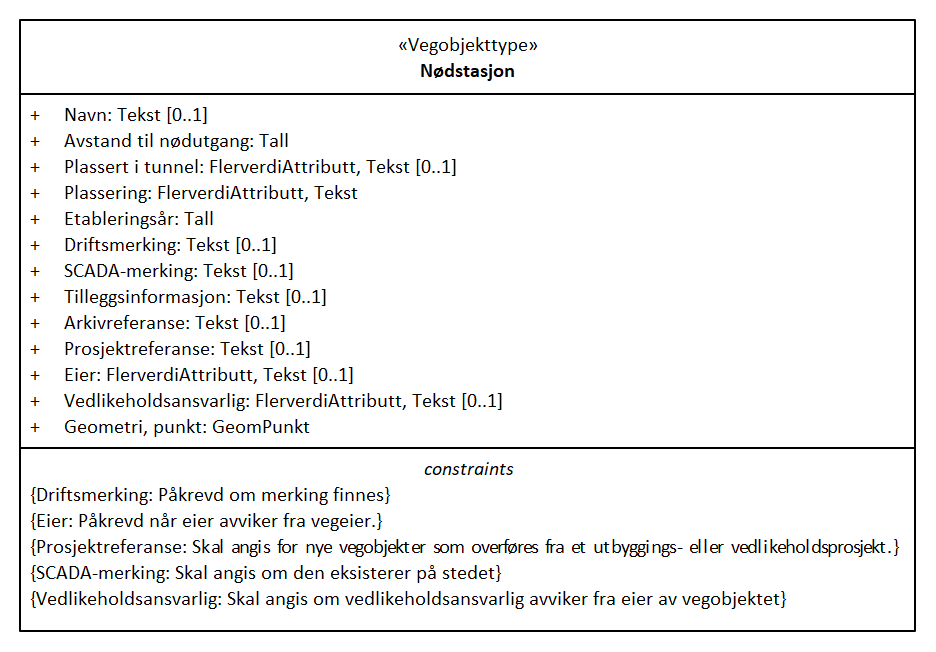 «Vegobjekttype»
Nødstasjon
+ Navn: Tekst [0..1]
+ Avstand til nødutgang: Tall
+ Plassert i tunnel: FlerverdiAttributt, Tekst [0..1]
+ Plassering: FlerverdiAttributt, Tekst
+ Etableringsår: Tall
+ Driftsmerking: Tekst [0..1]
+ SCADA-merking: Tekst [0..1]
+ Tilleggsinformasjon: Tekst [0..1]
+ Arkivreferanse: Tekst [0..1]
+ Prosjektreferanse: Tekst [0..1]
+ Eier: FlerverdiAttributt, Tekst [0..1]
+ Vedlikeholdsansvarlig: FlerverdiAttributt, Tekst [0..1]
+ Geometri, punkt: GeomPunkt
constraints
{Driftsmerking: Påkrevd om merking finnes}
{Eier: Påkrevd når eier avviker fra vegeier.}
{Prosjektreferanse: Skal angis for nye vegobjekter som overføres fra et utbyggings- eller vedlikeholdsprosjekt.}
{SCADA-merking: Skal angis om den eksisterer på stedet}
{Vedlikeholdsansvarlig: Skal angis om vedlikeholdsansvarlig avviker fra eier av vegobjektet}